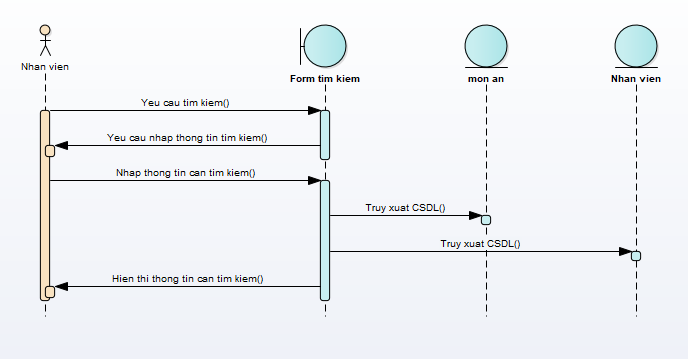 Nhan vien
Form tim kiem
mon an
Nhan vien
Yeu cau tim kiem()
Yeu cau nhap thong tin tim kiem()
Nhap thong tin can tim kiem()
Truy xuat CSDL()
Truy xuat CSDL()
Hien thi thong tin can tim kiem()